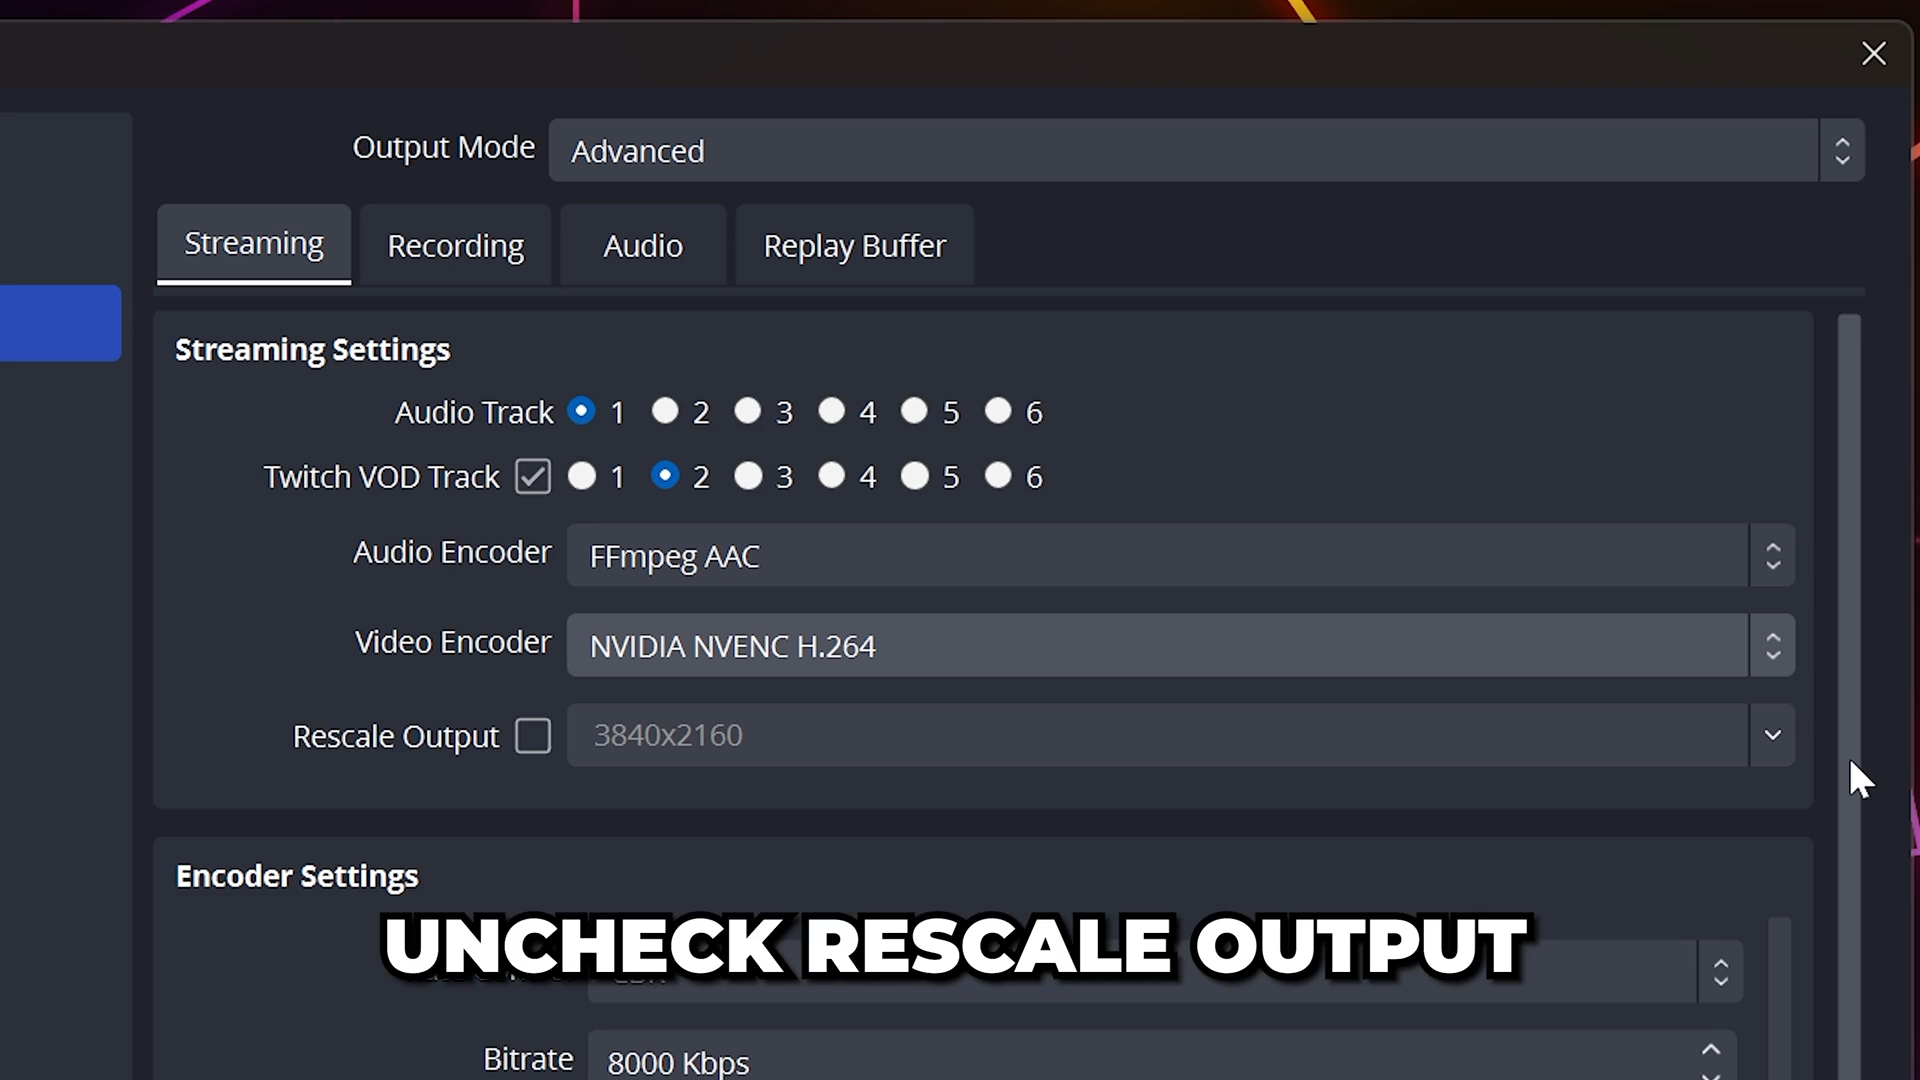 Output Mode Advanced
Streaming Recording Audio Replay Buffer
Streaming Settings
Audio Track 1 2 3 4 5 6
Twitch VOD Track 1 2 3 4 5 6
Audio Encoder FFmpeg AAC
Video Encoder NVIDIA NVENC H.264
Rescale Output 3840x2160
Encoder Settings
UNCHECK RESCALE OUTPUT
Bitrate 8000 Kbps